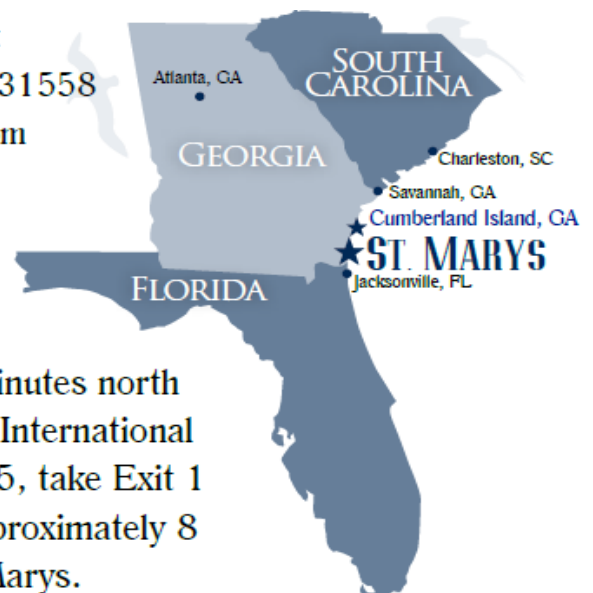 31558
m
SOUTH
CAROLINA
Atlanta, GA
GEORGIA
Charleston, SC
Savannah, GA
Cumberland Island, GA
ST. MARYS
Jacksonville, FL
FLORIDA
inutes north
International
5, take Exit 1
proximately 8
Marys.